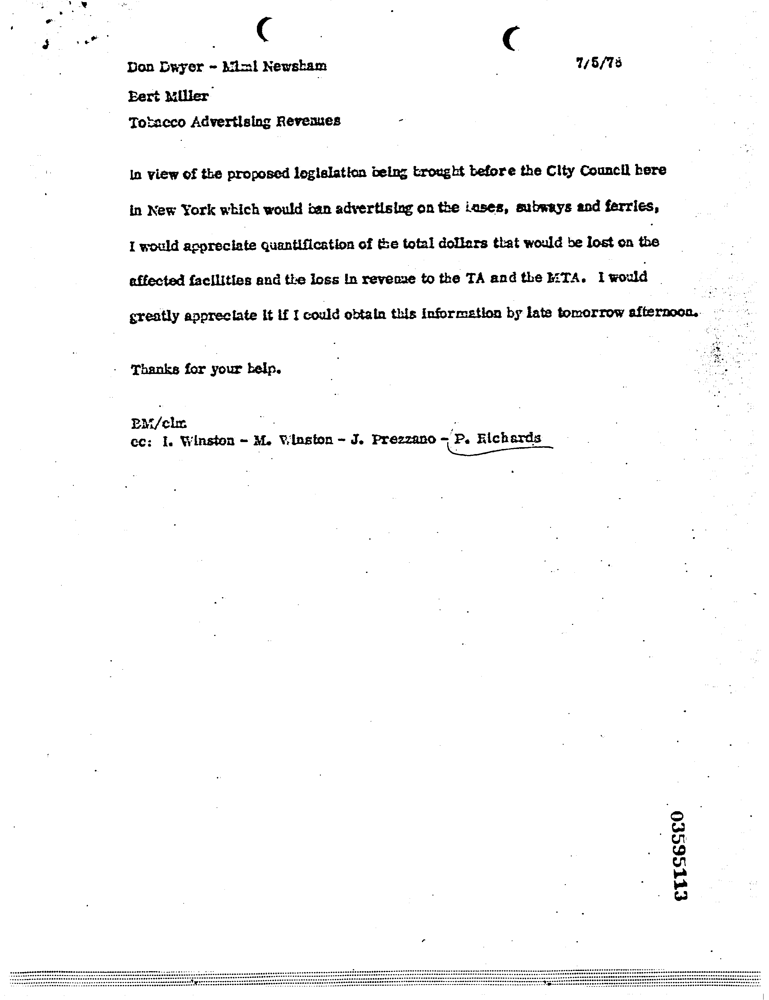 Don Dwyer - Mimi Newsham 7/5/78
Bert Miller
Tobacco Advertising Revenues
In view of the proposed legislation being brought before the City Council here
in New York which would ban advertising on the buses, subways and ferries,
I would appreciate quantification of the total dollars that would be lost on the
affected facilities and the loss in revenue to the TA and the MTA. I would
greatly appreciate it if I could obtain this information by late tomorrow afternoon.
Thanks for your help.
BM/clm
cc: I. Winston - M. Winston - J. Prezzano - P. Richards
03595113